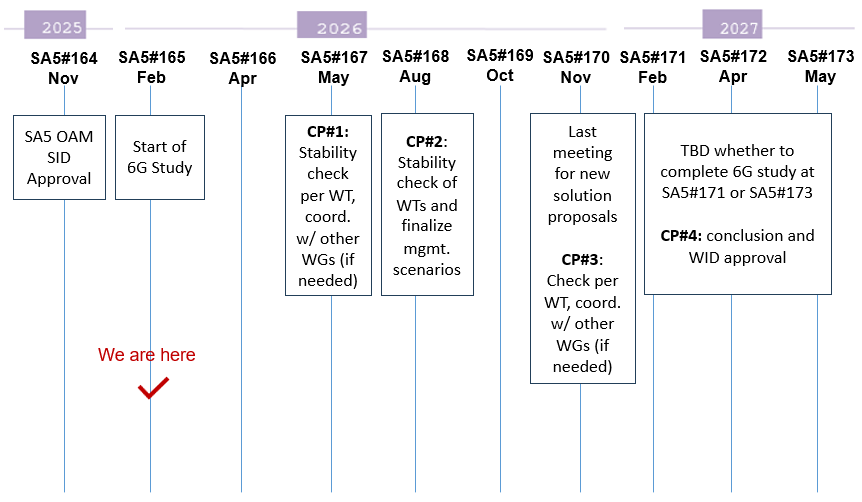 2025
2026
2027
SA5#164
Nov
SA5#165
Feb
SA5#166
Apr
SA5#167
May
SA5#168
Aug
SA5#169
Oct
SA5#170
Nov
SA5#171
Feb
SA5#172
Apr
SA5#173
May
SA5 OAM
SID
Approval
Start of
6G Study
CP#1:
Stability
check
per WT,
coord.
w/ other
WGs (if
needed)
CP#2:
Stability
check of
WTs and
finalize
mgmt.
scenarios
Last
meeting
for new
solution
proposals
CP#3:
Check per
WT, coord.
w/ other
WGs (if
needed)
TBD whether to
complete 6G study at
SA5#171 or SA5#173
CP#4: conclusion and
WID approval
We are here